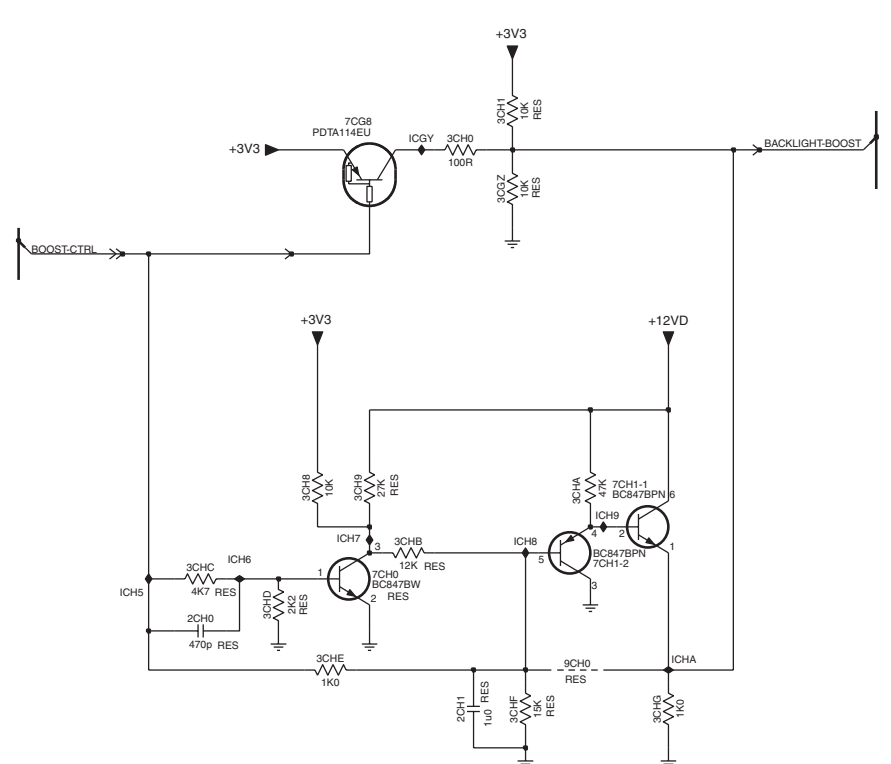 +3V3
3CH1
10K
RES
7CG8
PDTA114EU
+3V3
ICGY
3CH0
100R
BACKLIGHT-BOOST
3CGZ
10K
RES
BOOST-CTRL
+3V3
+12VD
3CH8
10K
3CH9
27K
RES
3CHA
47K
7CH1-1
BC847BPN
6
ICH9
4
2
1
ICH7
3
3CHB
12K RES
ICH8
5
BC847BPN
7CH1-2
3
ICH6
3CHC
4K7 RES
ICH5
1
7CH0
BC847BW
RES
2
3CHD
2K2
RES
2CH0
470p RES
3CHE
1K0
9CH0
RES
ICHA
2CH1
1u0
RES
3CHF
15K
RES
3CHG
1K0